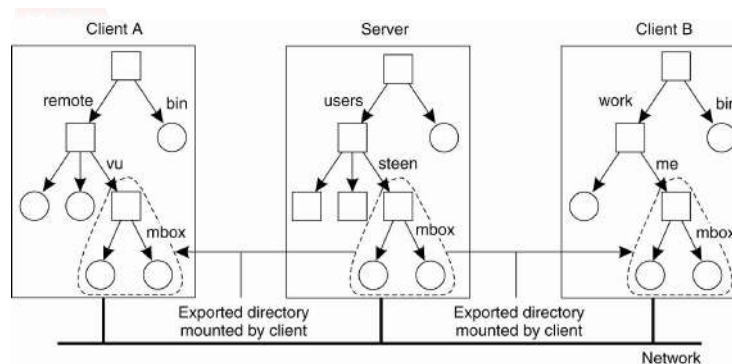 Client A
Server
Client B
remote
bin
users
work
bin
vu
steen
me
mbox
mbox
mbox
Exported directory
mounted by client
Exported directory
mounted by client
Network